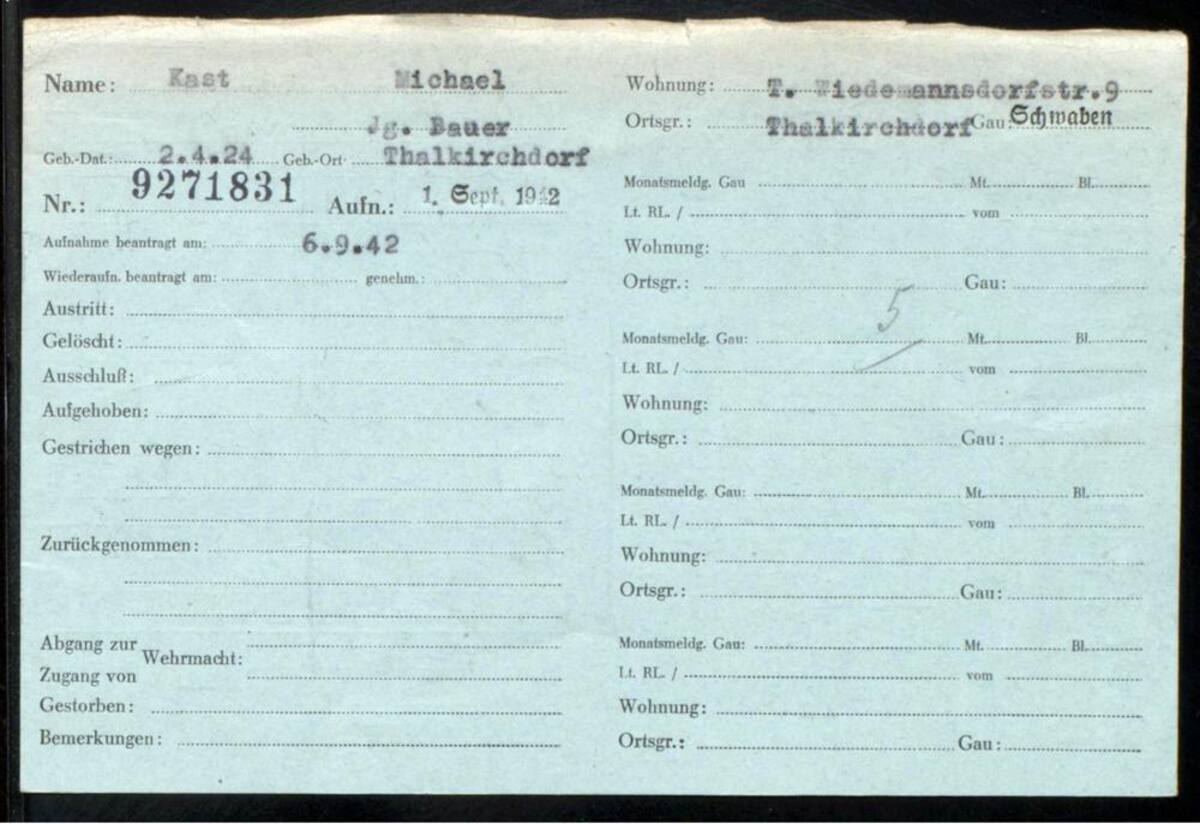 Name: Kast Michael
Jg. Bauer
Geb.-Dat.: 2.4.24 Geb.-Ort Thalkirchdorf
Nr.: 9271831 Aufn.: 1. Sept. 1942
Aufnahme beantragt am: 6.9.42
Wiederaufn. beantragt am: genehm.:
Austritt:
Gelöscht:
Ausschluß:
Aufgehoben:
Gestrichen wegen:
Zurückgenommen:
Abgang zur
Wehrmacht:
Zugang von
Gestorben:
Bemerkungen:
Wohnung: T. Wiedemannsdorfstr.9
Ortsgr.: Thalkirchdorf Gau: Schwaben
Monatsmeldg. Gau Mt. Bl.
Lt. RL. / vom
Wohnung:
Ortsgr.: Gau:
5
Monatsmeldg. Gau: Mt. Bl.
Lt. RL. / vom
Wohnung:
Ortsgr.: Gau:
Monatsmeldg. Gau: Mt. Bl.
Lt. RL. / vom
Wohnung:
Ortsgr.: Gau:
Monatsmeldg. Gau: Mt. Bl.
Lt. RL. / vom
Wohnung:
Ortsgr.: Gau: